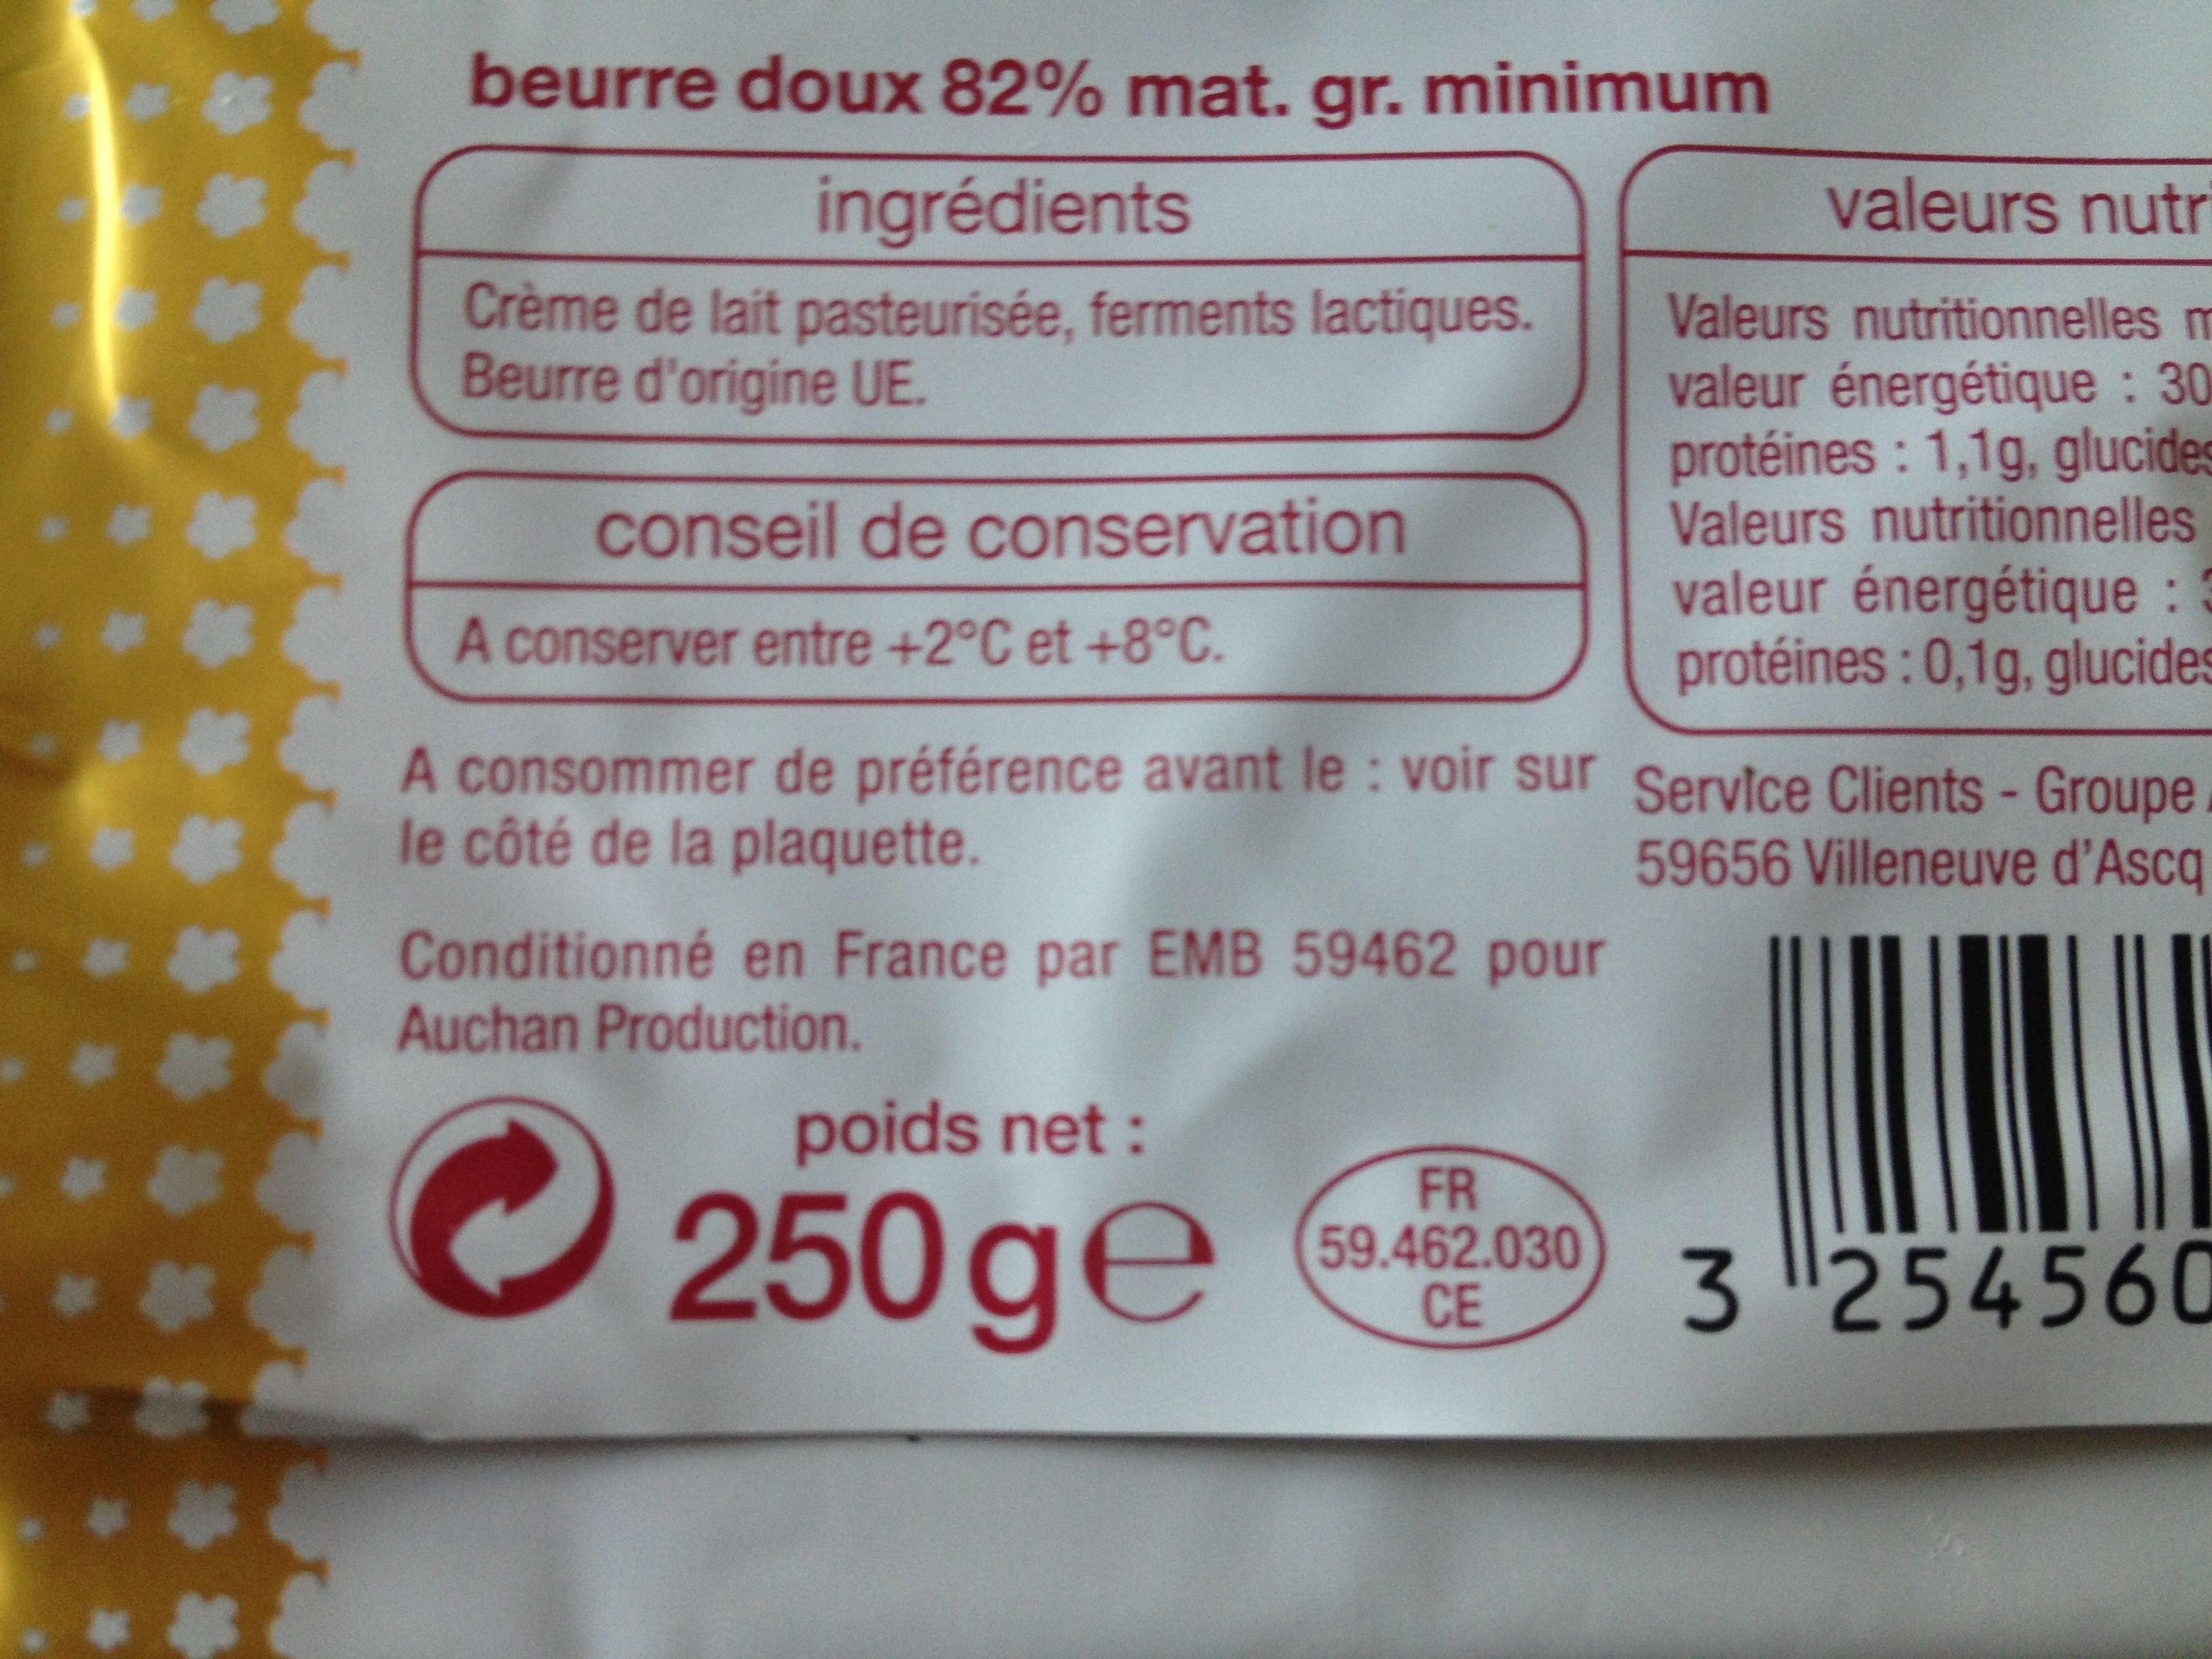 beurre doux 82% mat. gr. minimum
ingrédients
Crème de lait pasteurisée, ferments lactiques.
Beurre d'origine UE.
conseil de conservation
A conserver entre +2°C et +8°C.
A consommer de préférence avant le : voir sur
le côté de la plaquette.
Conditionné en France par EMB 59462 pour
Auchan Production.
poids net :
250 g e
FR
59.462.030
CE
valeurs
Valeurs nutritionnelles
valeur énergétique : 30
protéines : 1,1g, glucides
Valeurs nutritionnelles
valeur énergétique :
protéines : 0,1g, glucides
Service Clients - Groupe
59656 Villeneuve d'Ascq
3 254560